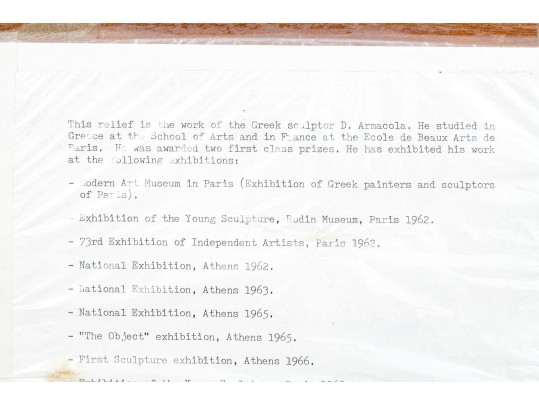 This relief is the work of the Greek sculptor D. Armacola. He studied in
Greece at the School of Arts and in France at the Ecole de Beaux Arts de
Paris. He was awarded two first class prizes. He has exhibited his work
at the following exhibitions:
- Modern Art Museum in Paris (Exhibition of Greek painters and sculptors
of Paris).
- Exhibition of the Young Sculpture, Rodin Museum, Paris 1962.
- 73rd Exhibition of Independent Artists, Paris 1962.
- National Exhibition, Athens 1962.
- National Exhibition, Athens 1963.
- National Exhibition, Athens 1965.
- "The Object" exhibition, Athens 1965.
- First Sculpture exhibition, Athens 1966.
- Exhibition of the Young